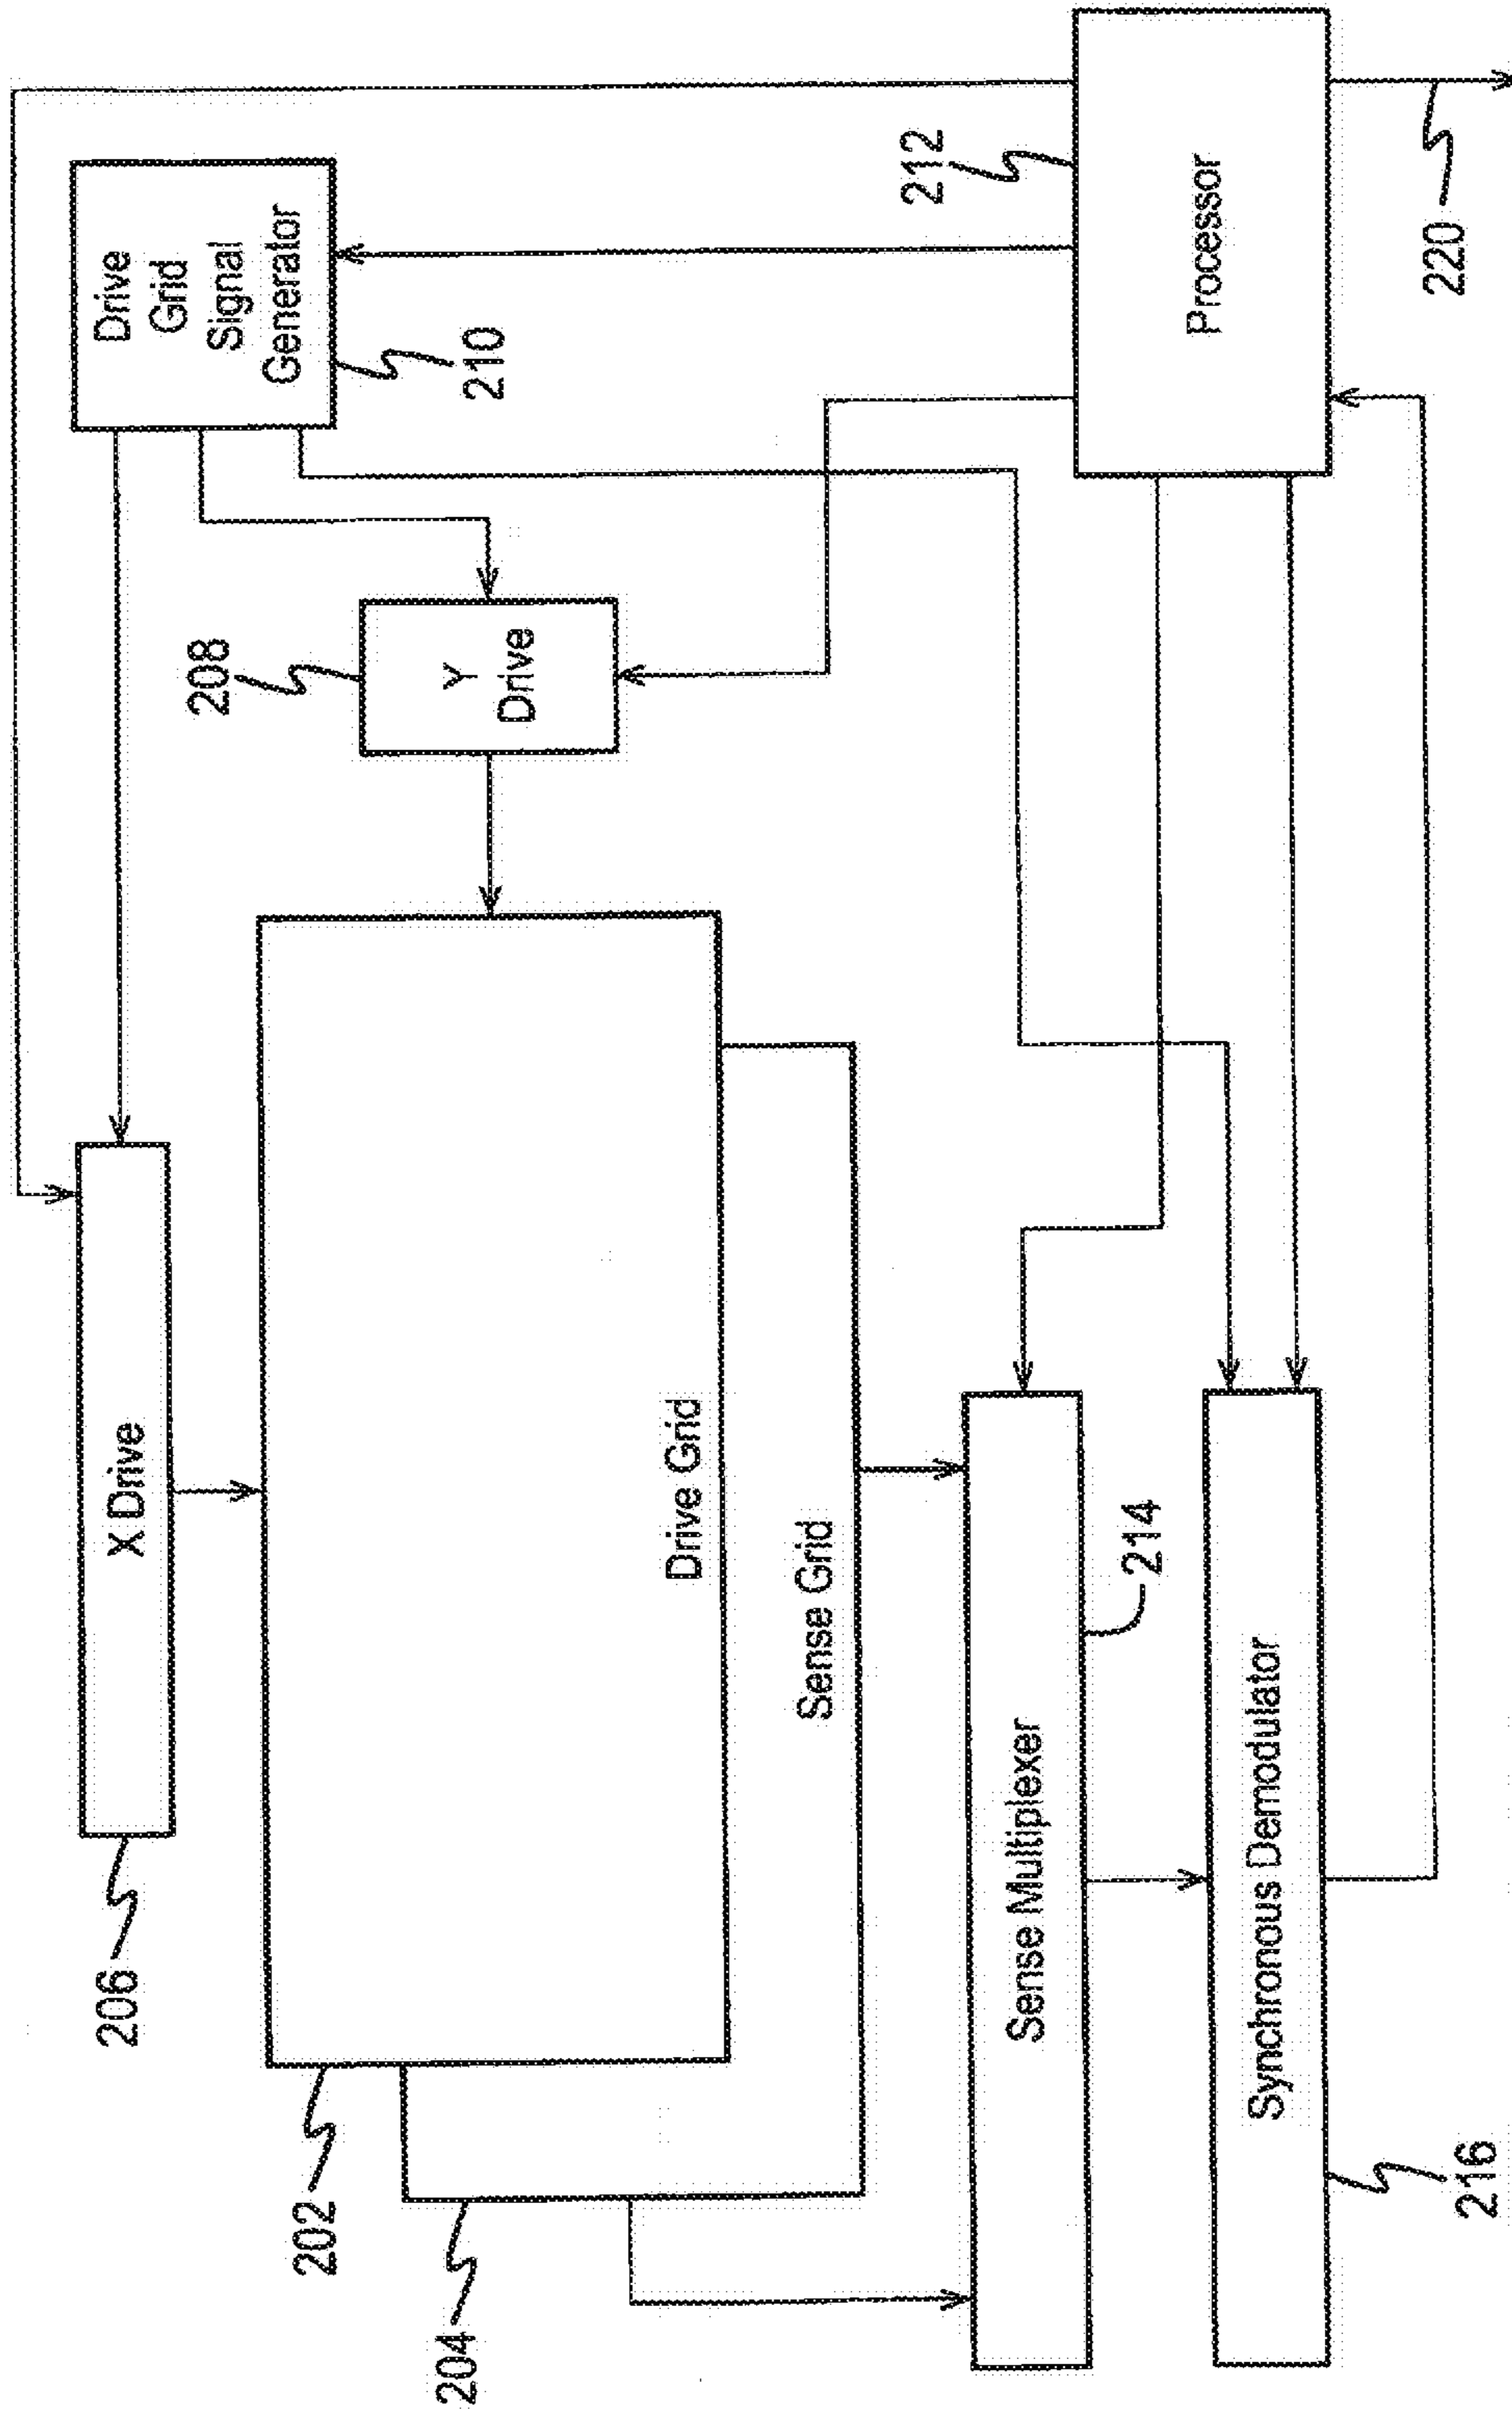 206
X Drive
Drive
Grid
Signal
Generator
210
202
208
Y
Drive
204
Drive Grid
Sense Grid
212
Sense Multiplexer
214
Processor
Synchronous Demodulator
216
220